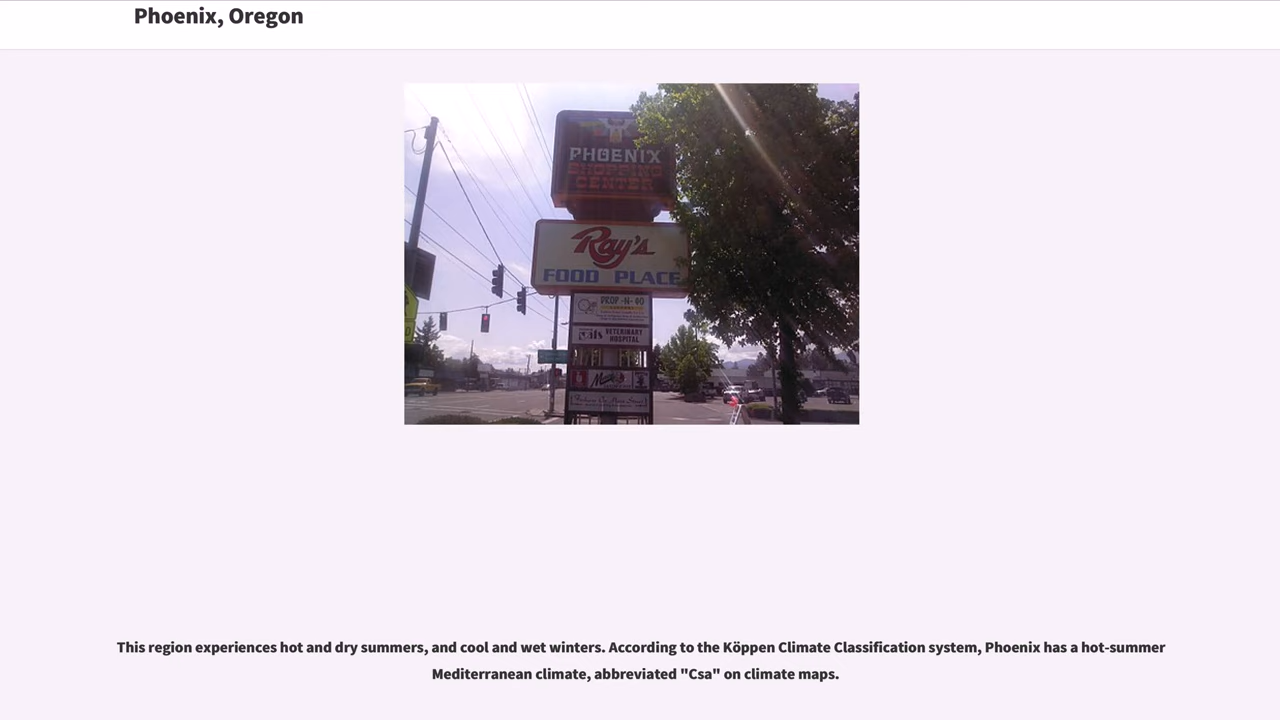 Phoenix, Oregon
PHOENIX
SHOPPING
CENTER
Ray's
FOOD PLACE
DROP-N-GO
VETERINARY
HOSPITAL
This region experiences hot and dry summers, and cool and wet winters. According to the Köppen Climate Classification system, Phoenix has a hot-summer
Mediterranean climate, abbreviated "Csa" on climate maps.